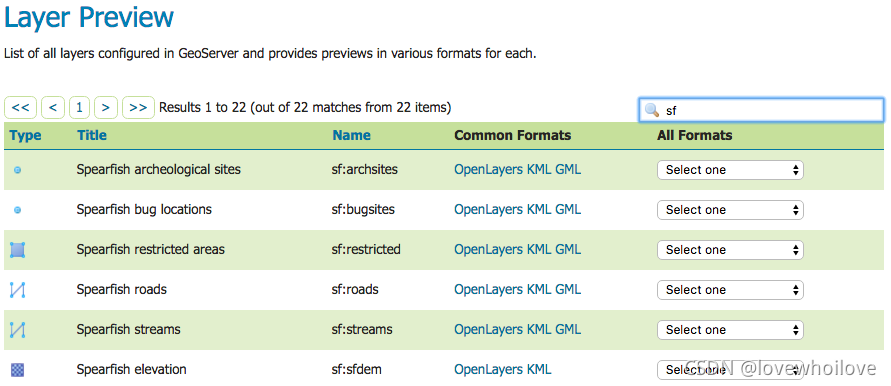 Layer Preview
List of all layers configured in GeoServer and provides previews in various formats for each.
<< < 1 > >> Results 1 to 22 (out of 22 matches from 22 items) sf
Type Title Name Common Formats All Formats
Spearfish archeological sites sf:archsites OpenLayers KML GML Select one
Spearfish bug locations sf:bugsites OpenLayers KML GML Select one
Spearfish restricted areas sf:restricted OpenLayers KML GML Select one
Spearfish roads sf:roads OpenLayers KML GML Select one
Spearfish streams sf:streams OpenLayers KML GML Select one
Spearfish elevation sf:sfdem OpenLayers KML Select one
CSDN @lovewhoilove